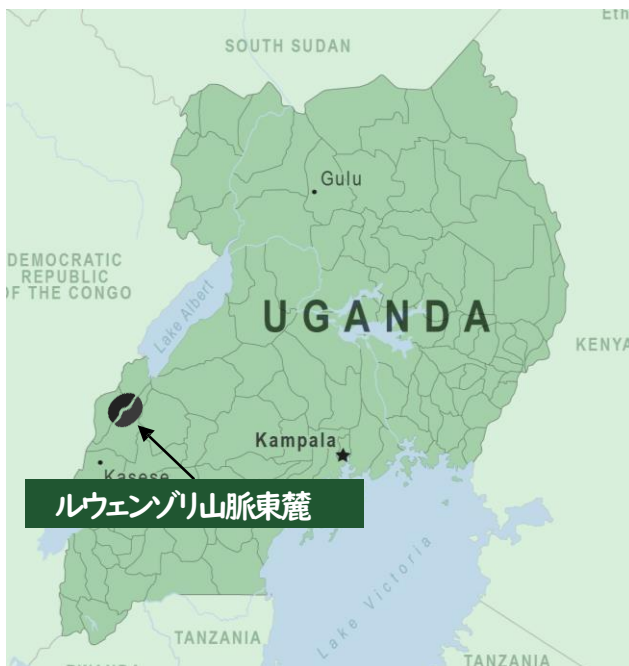 Eth
SOUTH SUDAN
Gulu
DEMOCRATIC
REPUBLIC
OF THE CONGO
Lake Albert
UGANDA
KENYA
Kampala
Kasese
ルウェンゾリ山脈東麓
Lake Victoria
TANZANIA
TANZANIA